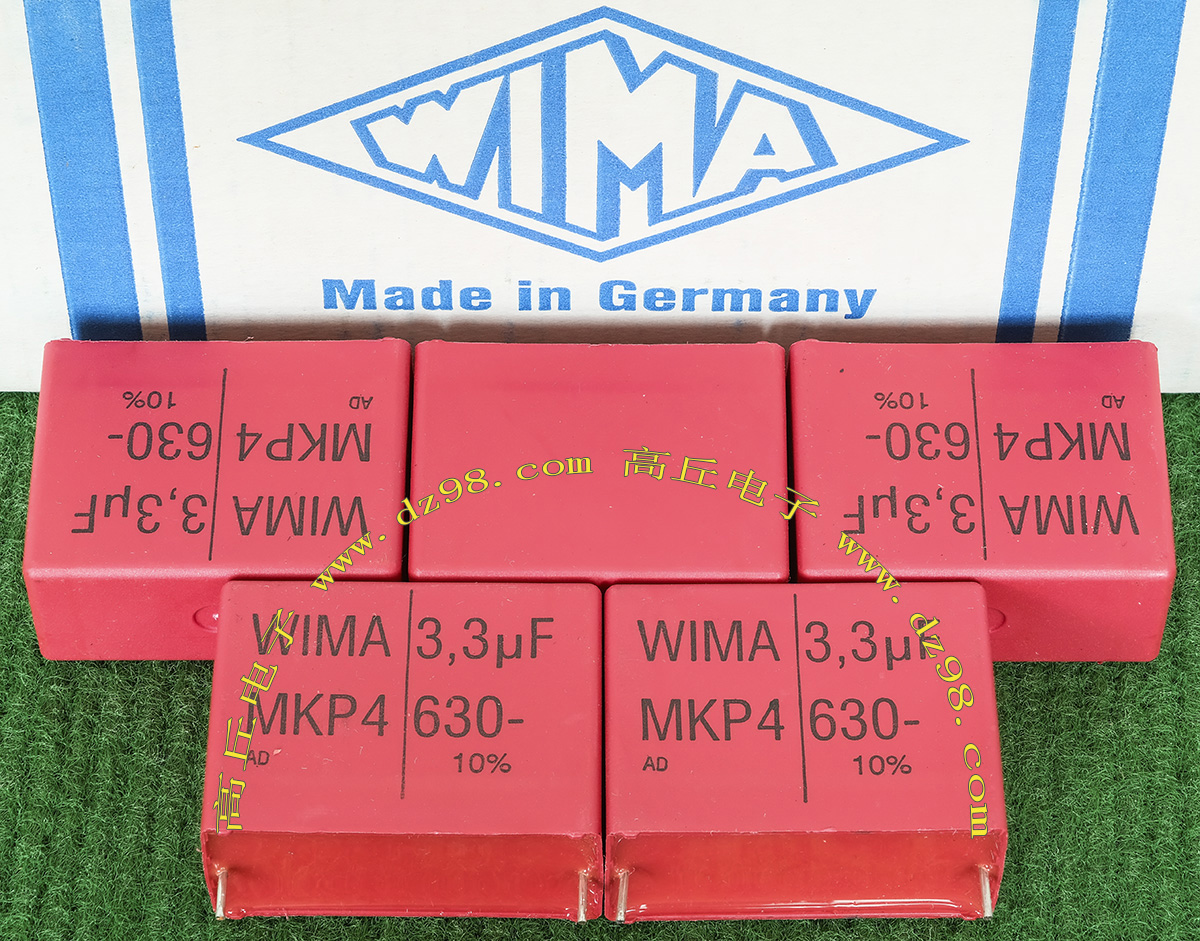 WIMA
Made in Germany
WIMA 3,3µF
MKP4 630-
AD 10%
WIMA 3,3µF
MKP4 630-
AD 10%
WIMA 3,3µF
MKP4 630-
AD 10%
WIMA 3,3µF
MKP4 630-
AD 10%
高丘电子 www.dz98.com 高丘电子 www.dz98.com